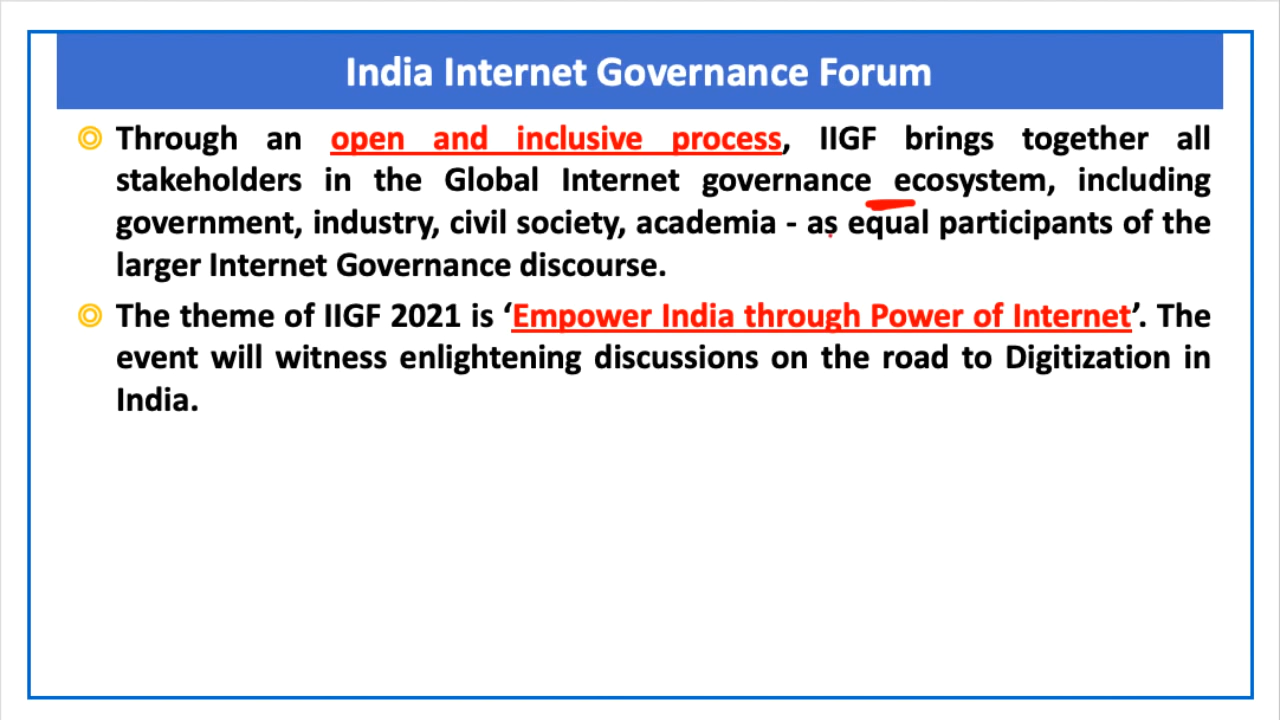 India Internet Governance Forum
Through an open and inclusive process, IIGF brings together all
stakeholders in the Global Internet governance ecosystem, including
government, industry, civil society, academia - as equal participants of the
larger Internet Governance discourse.
The theme of IIGF 2021 is ‘Empower India through Power of Internet’. The
event will witness enlightening discussions on the road to Digitization in
India.